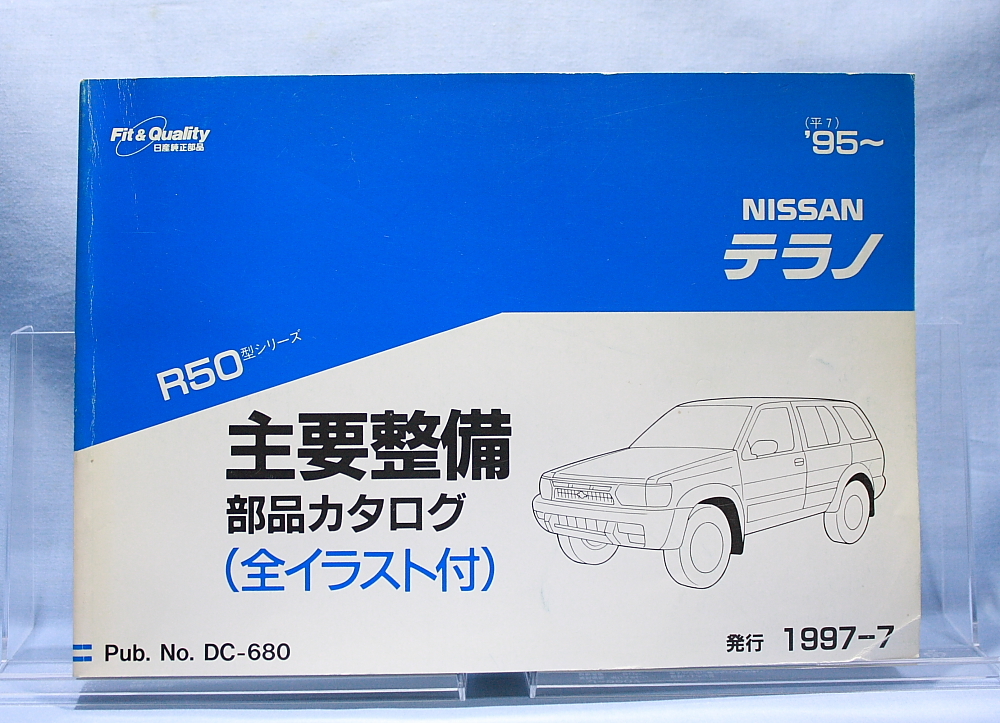 Fit & Quality
日産純正部品
(平7)
'95～
NISSAN
テラノ
R50型シリーズ
主要整備
部品カタログ
(全イラスト付)
Pub. No. DC-680
発行 1997-7